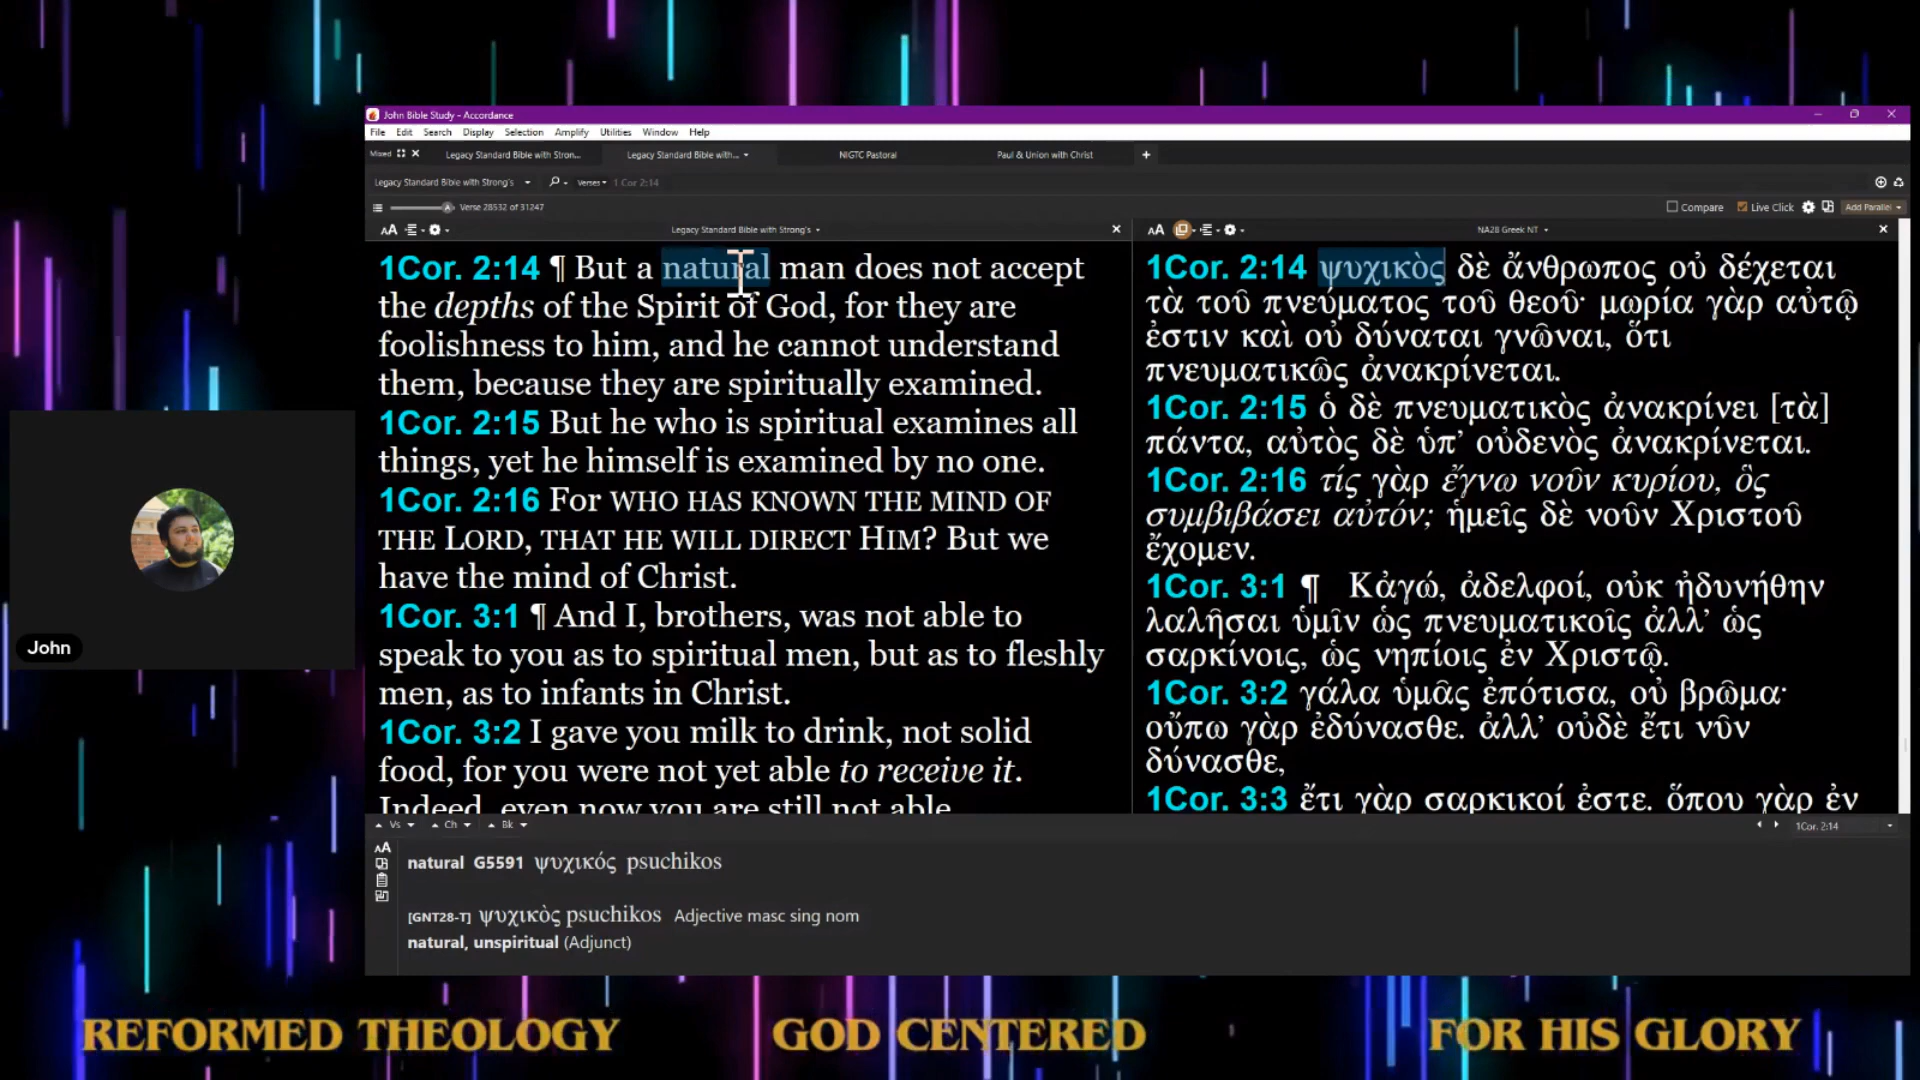 John Bible Study - Accordance
File Edit Search Display Selection Amplify Utilities Window Help
Mixed Legacy Standard Bible with Stron... Legacy Standard Bible with... NIGTC Pastoral Paul & Union with Christ +
Legacy Standard Bible with Strong's Verses 1 Cor 2:14
Verse 28532 of 31247 Compare Live Click Add Parallel
AA Legacy Standard Bible with Strong's
1Cor. 2:14 ¶ But a natural man does not accept
the depths of the Spirit of God, for they are
foolishness to him, and he cannot understand
them, because they are spiritually examined.
1Cor. 2:15 But he who is spiritual examines all
things, yet he himself is examined by no one.
1Cor. 2:16 For WHO HAS KNOWN THE MIND OF
THE LORD, THAT HE WILL DIRECT HIM? But we
have the mind of Christ.
1Cor. 3:1 ¶ And I, brothers, was not able to
speak to you as to spiritual men, but as to fleshly
men, as to infants in Christ.
1Cor. 3:2 I gave you milk to drink, not solid
food, for you were not yet able to receive it.
Indeed, even now you are still not able,
AA NA28 Greek NT
1Cor. 2:14 ψυχικὸς δὲ ἄνθρωπος οὐ δέχεται
τὰ τοῦ πνεύματος τοῦ θεοῦ· μωρία γὰρ αὐτῷ
ἐστιν καὶ οὐ δύναται γνῶναι, ὅτι
πνευματικῶς ἀνακρίνεται.
1Cor. 2:15 ὁ δὲ πνευματικὸς ἀνακρίνει [τὰ]
πάντα, αὐτὸς δὲ ὑπ’ οὐδενὸς ἀνακρίνεται.
1Cor. 2:16 τίς γὰρ ἔγνω νοῦν κυρίου, ὃς
συμβιβάσει αὐτόν; ἡμεῖς δὲ νοῦν Χριστοῦ
ἔχομεν.
1Cor. 3:1 ¶ Κἀγώ, ἀδελφοί, οὐκ ἠδυνήθην
λαλῆσαι ὑμῖν ὡς πνευματικοῖς ἀλλ’ ὡς
σαρκίνοις, ὡς νηπίοις ἐν Χριστῷ.
1Cor. 3:2 γάλα ὑμᾶς ἐπότισα, οὐ βρῶμα·
οὔπω γὰρ ἐδύνασθε. ἀλλ’ οὐδὲ ἔτι νῦν
δύνασθε,
1Cor. 3:3 ἔτι γὰρ σαρκικοί ἐστε. ὅπου γὰρ ἐν
Vs Ch Bk 1Cor. 2:14
AA
natural G5591 ψυχικός psuchikos
[GNT28-T] ψυχικὸς psuchikos Adjective masc sing nom
natural, unspiritual (Adjunct)
John
REFORMED THEOLOGY GOD CENTERED FOR HIS GLORY